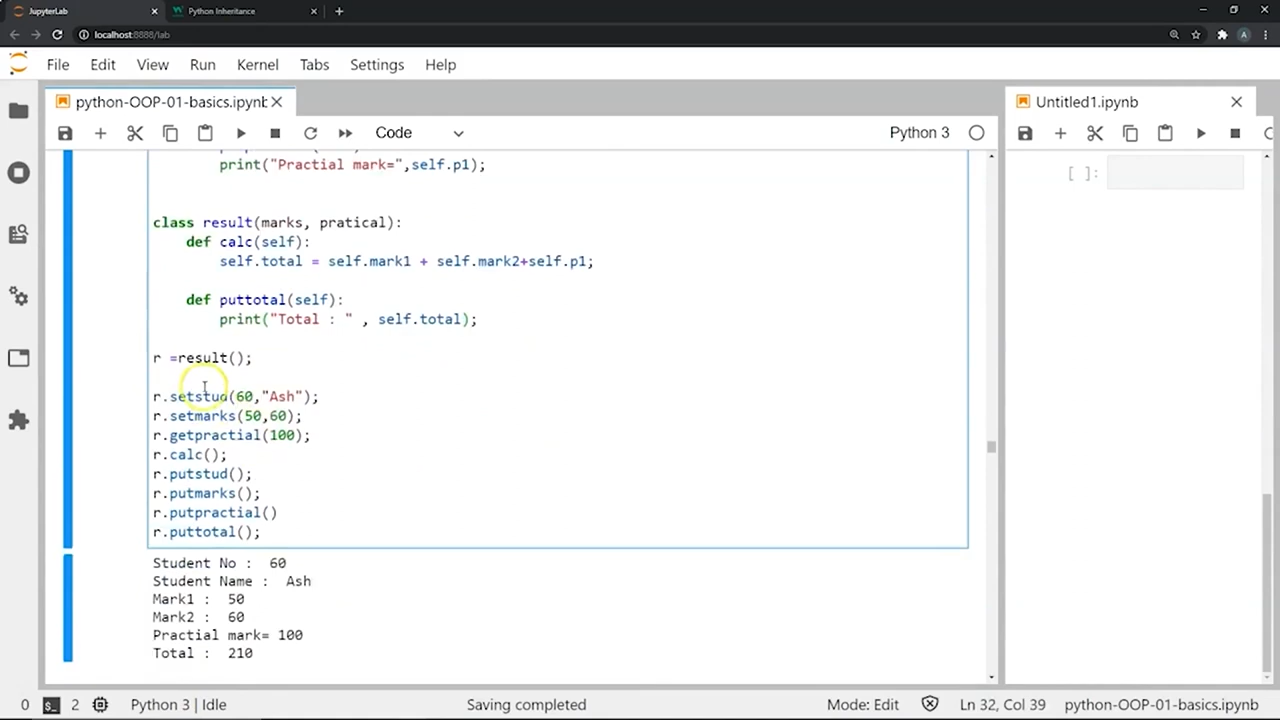 JupyterLab
Python Inheritance
localhost:8888/lab
File Edit View Run Kernel Tabs Settings Help
python-OOP-01-basics.ipynb
Untitled1.ipynb
Code
Python 3
print("Practial mark=",self.p1);
[ ]:
class result(marks, pratical):
def calc(self):
self.total = self.mark1 + self.mark2+self.p1;
def puttotal(self):
print("Total : " , self.total);
r =result();
r.setstud(60,"Ash");
r.setmarks(50,60);
r.getpractial(100);
r.calc();
r.putstud();
r.putmarks();
r.putpractial()
r.puttotal();
Student No :  60
Student Name :  Ash
Mark1 :  50
Mark2 :  60
Practial mark= 100
Total :  210
0 2 Python 3 | Idle Saving completed Mode: Edit Ln 32, Col 39 python-OOP-01-basics.ipynb